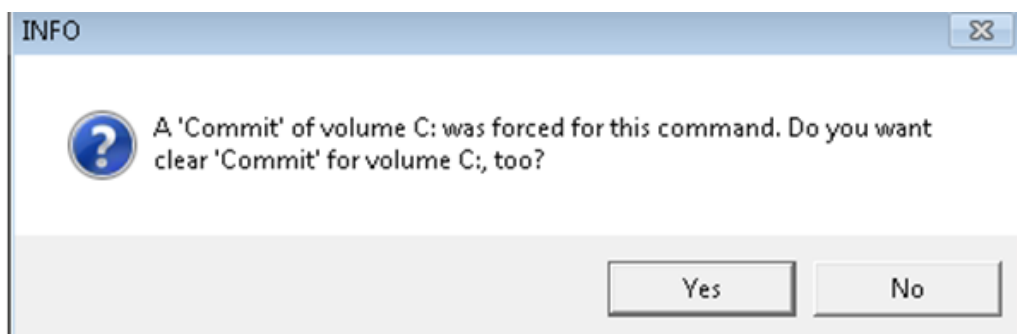 INFO
A 'Commit' of volume C: was forced for this command. Do you want
clear 'Commit' for volume C:, too?
Yes
No